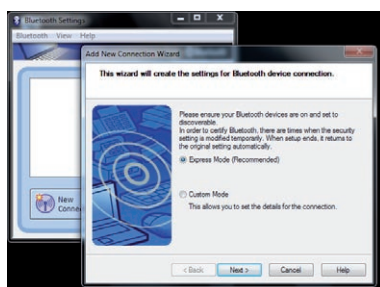 Bluetooth Settings
Bluetooth View Help
Add New Connection Wizard
This wizard will create the settings for Bluetooth device connection.
Please ensure your Bluetooth devices are on and set to
discoverable.
In order to certify Bluetooth, there are times when the security
setting is modified temporarily. When setup ends, it returns to
the original setting automatically.
Express Mode (Recommended)
Custom Mode
This allows you to set the details for the connection.
New
< Back
Next >
Cancel
Help